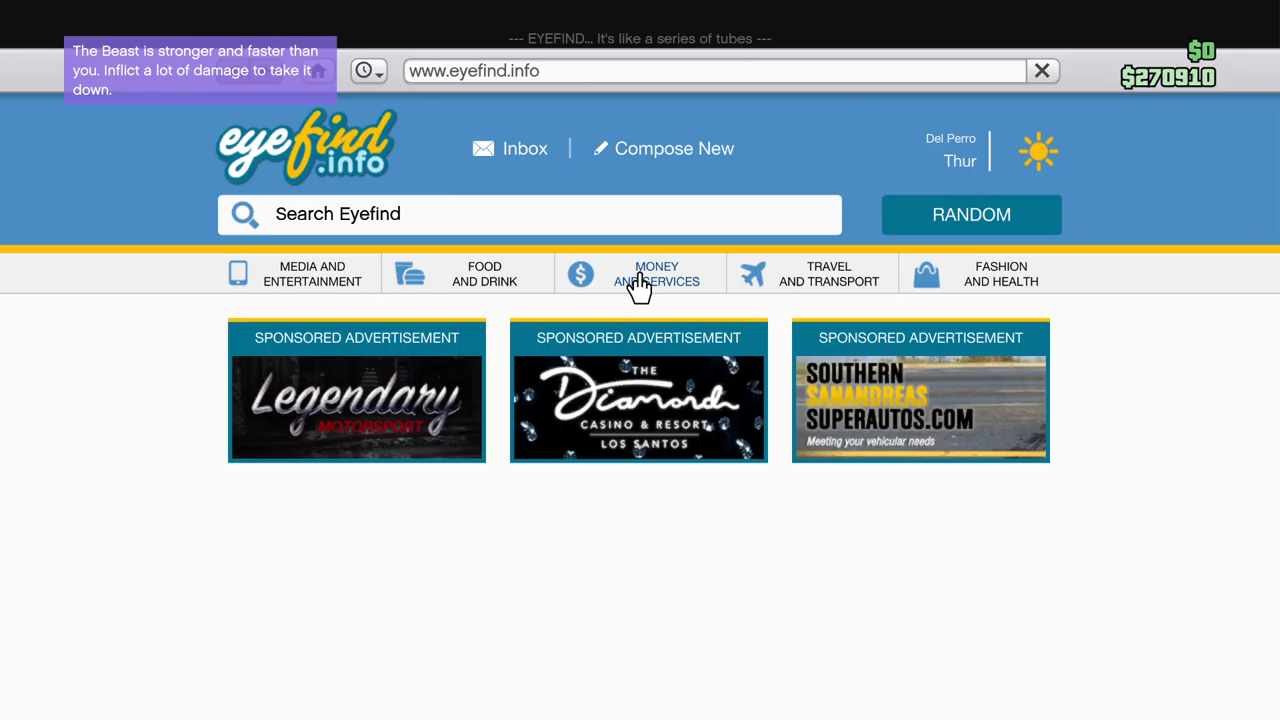 --- EYEFIND... It's like a series of tubes ---
The Beast is stronger and faster than
you. Inflict a lot of damage to take it
down.
www.eyefind.info
$0
$270910
eyefind
.info
Inbox
Compose New
Del Perro
Thur
Search Eyefind
RANDOM
MEDIA AND
ENTERTAINMENT
FOOD
AND DRINK
MONEY
AND SERVICES
TRAVEL
AND TRANSPORT
FASHION
AND HEALTH
SPONSORED ADVERTISEMENT
Legendary
MOTORSPORT
SPONSORED ADVERTISEMENT
THE
Diamond
CASINO & RESORT
LOS SANTOS
SPONSORED ADVERTISEMENT
SOUTHERN
SANANDREAS
SUPERAUTOS.COM
Meeting your vehicular needs